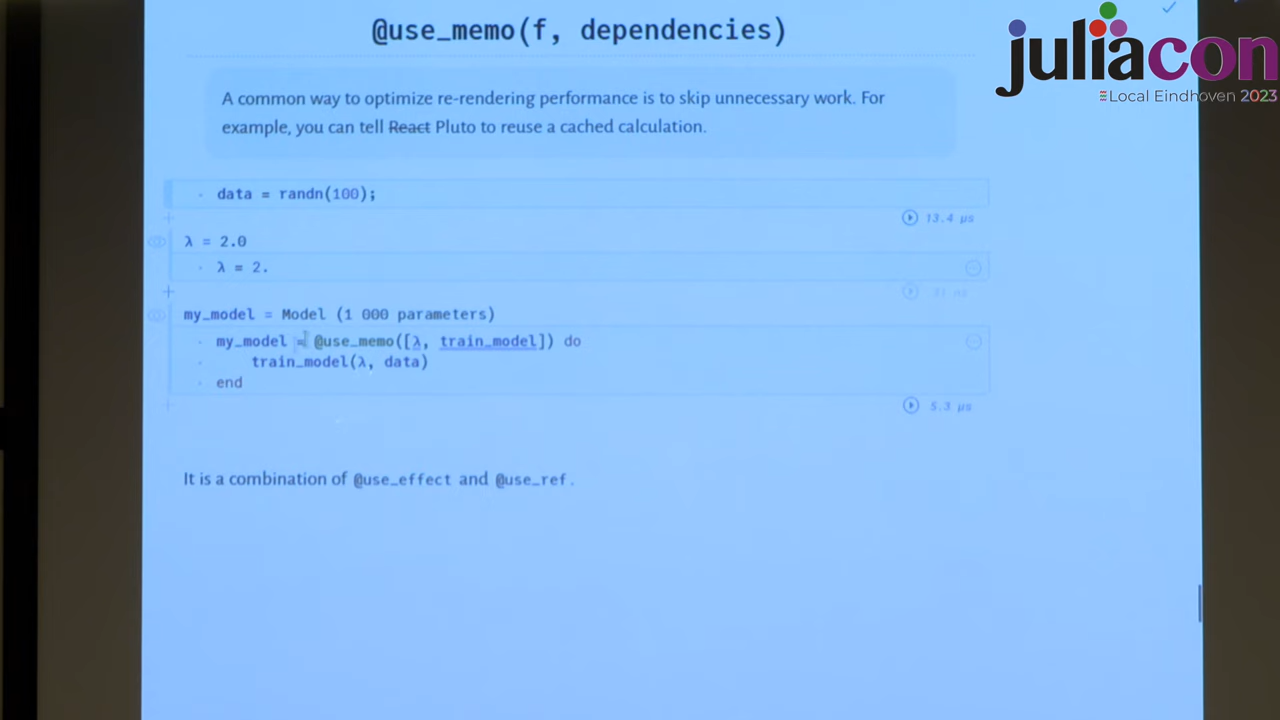 @use_memo(f, dependencies)
juliacon
Local Eindhoven 2023
A common way to optimize re-rendering performance is to skip unnecessary work. For
example, you can tell React Pluto to reuse a cached calculation.
data = randn(100);
13.4 µs
λ = 2.0
λ = 2.
my_model = Model (1 000 parameters)
my_model = @use_memo([λ, train_model]) do
train_model(λ, data)
end
5.3 µs
It is a combination of @use_effect and @use_ref.